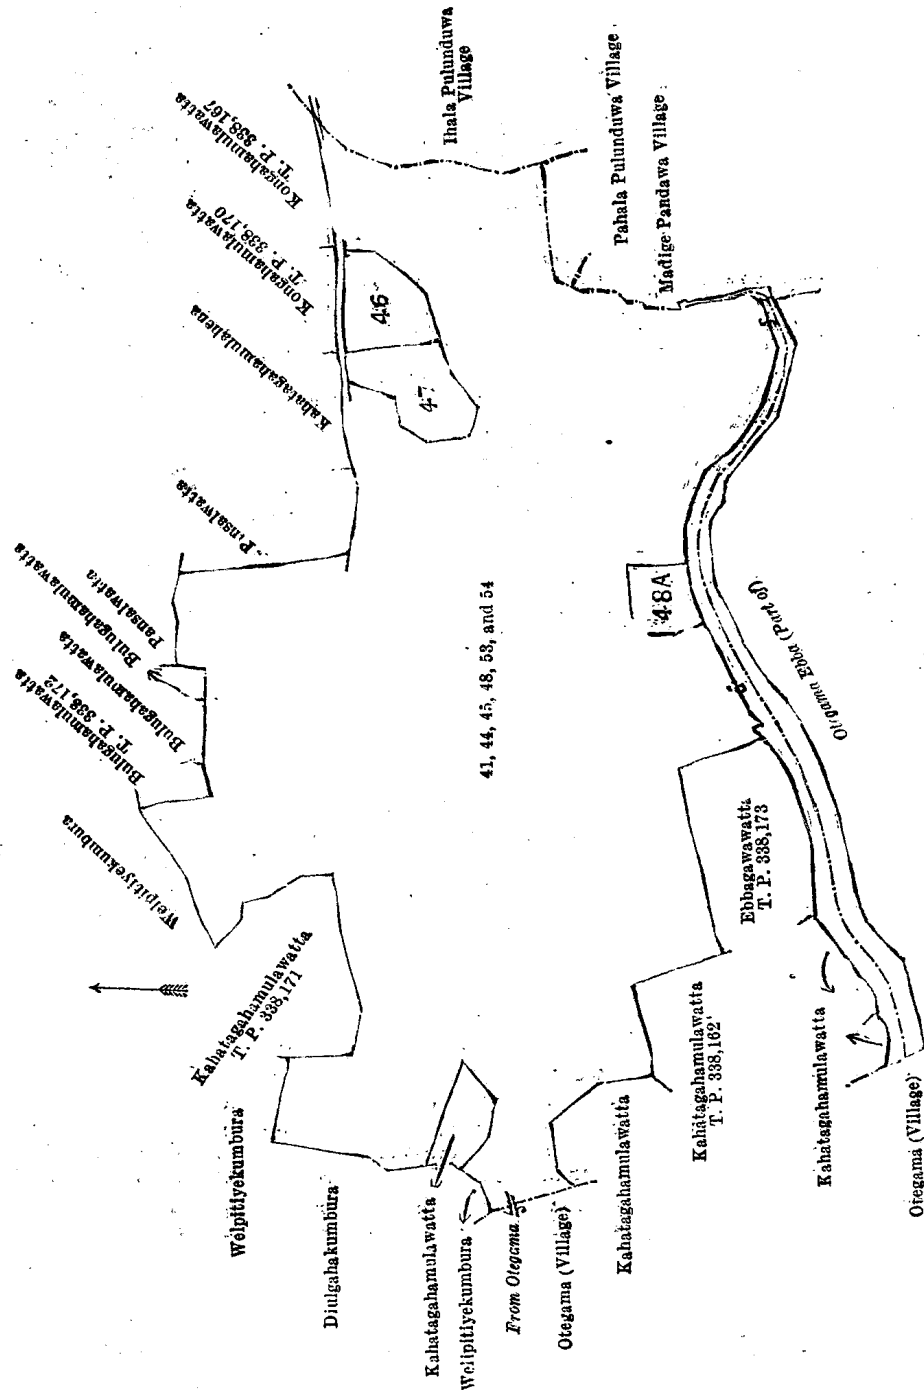 Kongahamulawatta
T. P. 338,167
Kongahamulawatta
T. P. 338,170
Kahatagahamulahena
Pinsalwatta
Pansalwatta
Bulugahamulawatta
Bulugahamulawatta
Bulugahamulawatta
T. P. 338,172
Welpitiyekumbura
Kahatagahamulawatta
T. P. 338,171
Welpitiyekumbura
Diulgahakumbura
Kahatagahamulawatta
Welpitiyekumbura
From Otegama
Otegama (Village)
Kahatagahamulawatta
Kahatagahamulawatta
T. P. 338,162
Kahatagahamulawatta
Otegama (Village)
Ebbagawawatta
T. P. 338,173
Otegama Ebba (Part of)
41, 44, 45, 48, 53, and 54
46
47
48A
Ihala Pulunduwa
Village
Pahala Pulunduwa Village
Madige Pandawa Village